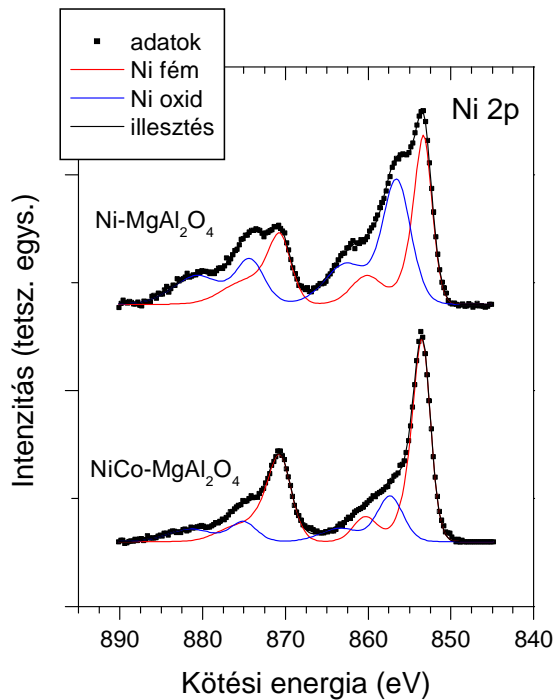 adatok
Ni fém
Ni oxid
illesztés
Ni 2p
Ni-MgAl₂O₄
NiCo-MgAl₂O₄
Intenzitás (tetsz. egys.)
890 880 870 860 850 840
Kötési energia (eV)